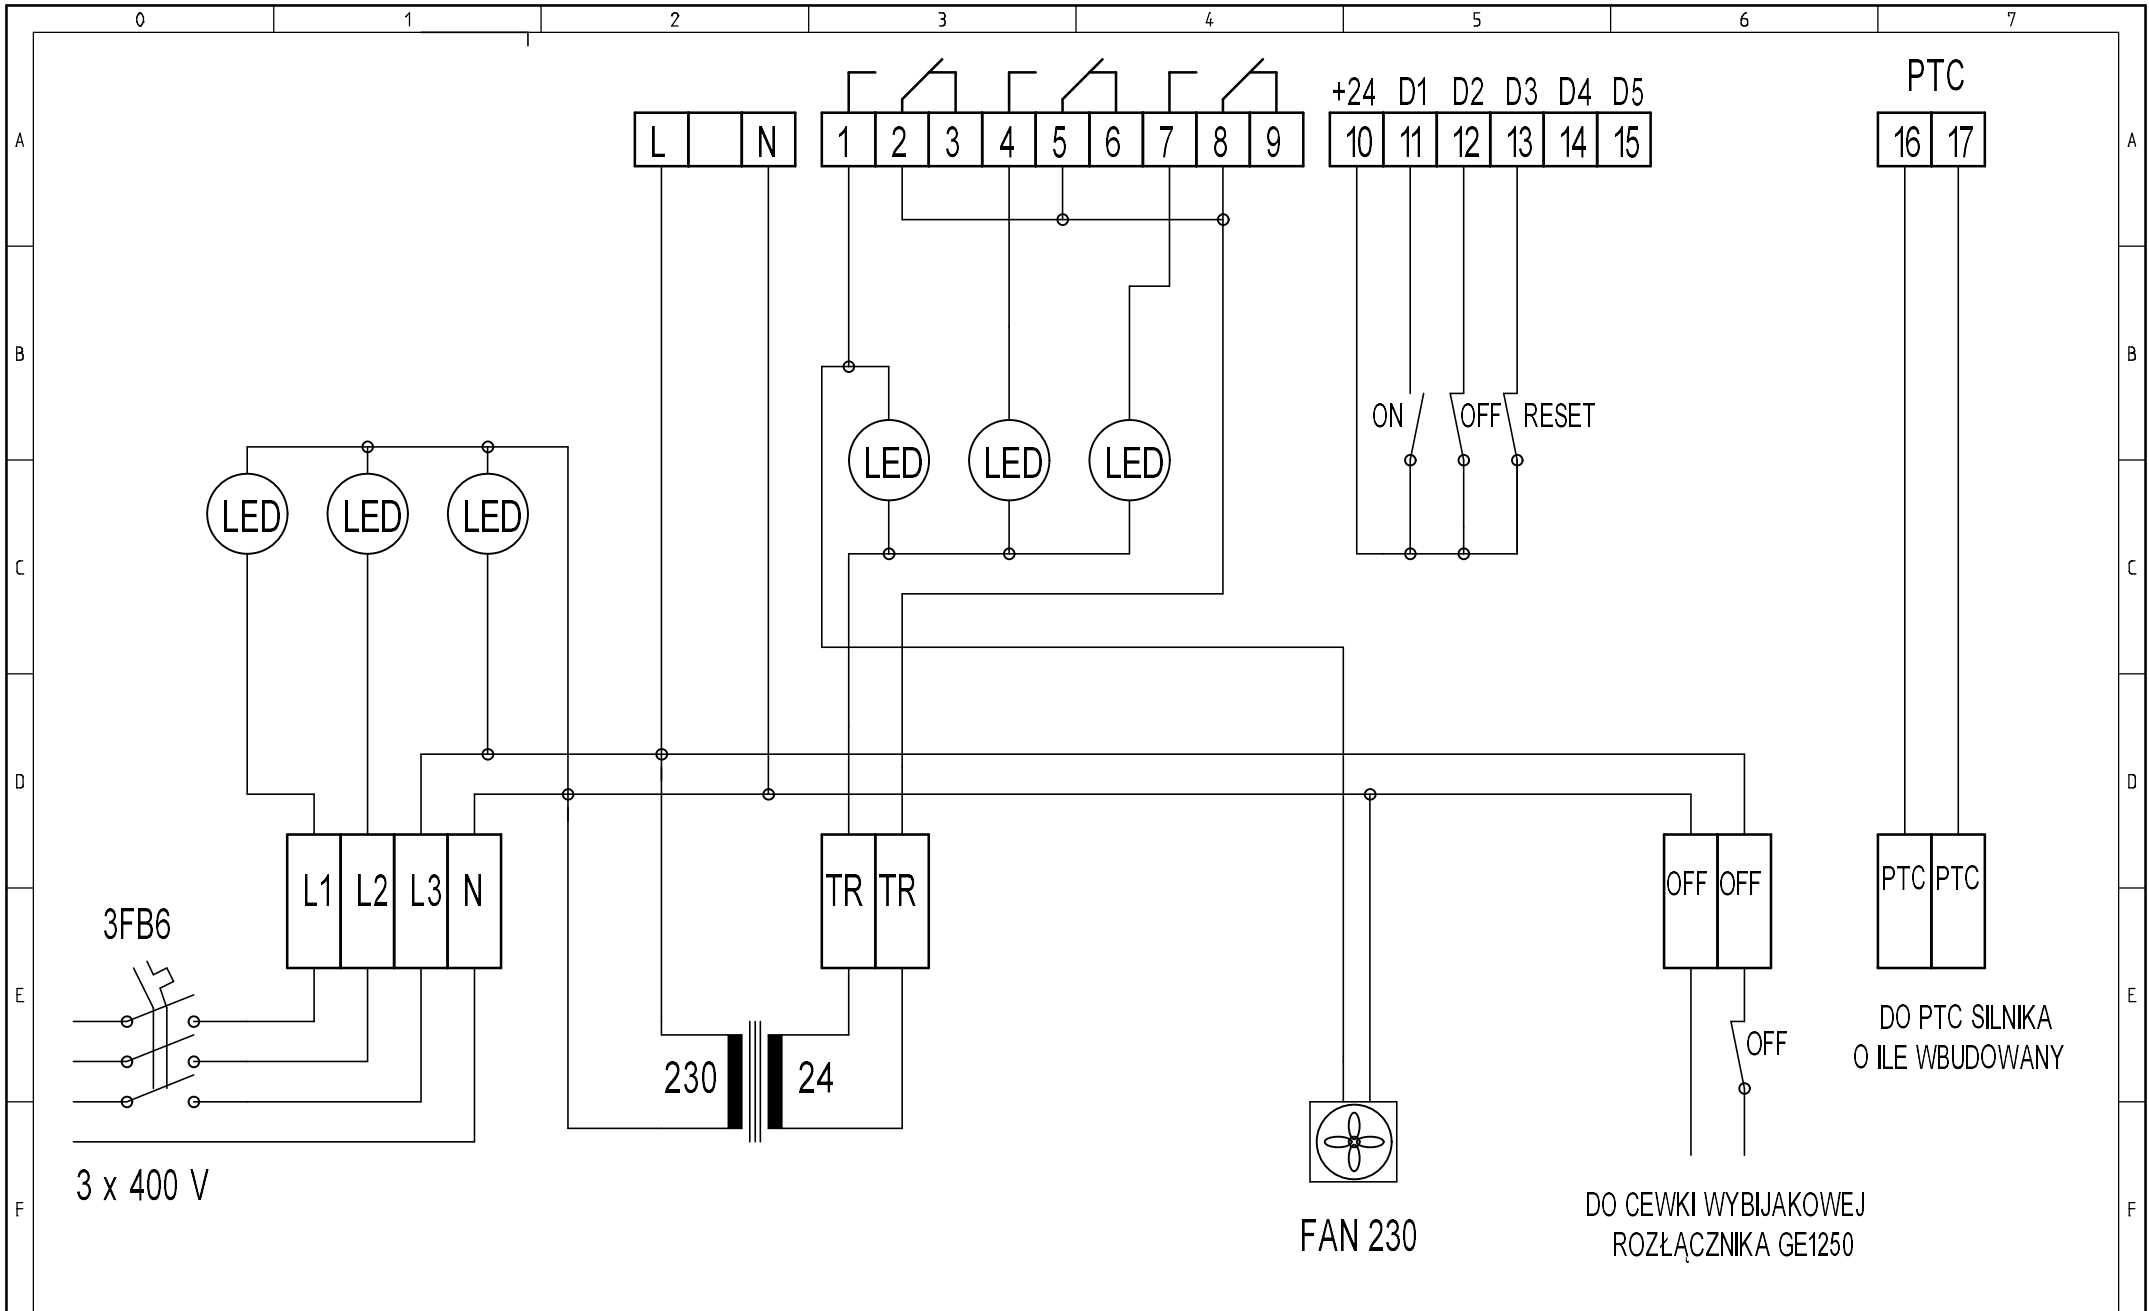 0 1 2 3 4 5 6 7
PTC
+24 D1 D2 D3 D4 D5
A L N 1 2 3 4 5 6 7 8 9 10 11 12 13 14 15 16 17 A
B B
ON OFF RESET
LED LED LED
LED LED LED
C C
D D
L1 L2 L3 N TR TR OFF OFF PTC PTC
3FB6
E E
DO PTC SILNIKA
O ILE WBUDOWANY
OFF
230 24
3 x 400 V
F F
DO CEWKI WYBIJAKOWEJ
ROZŁĄCZNIKA GE1250
FAN 230